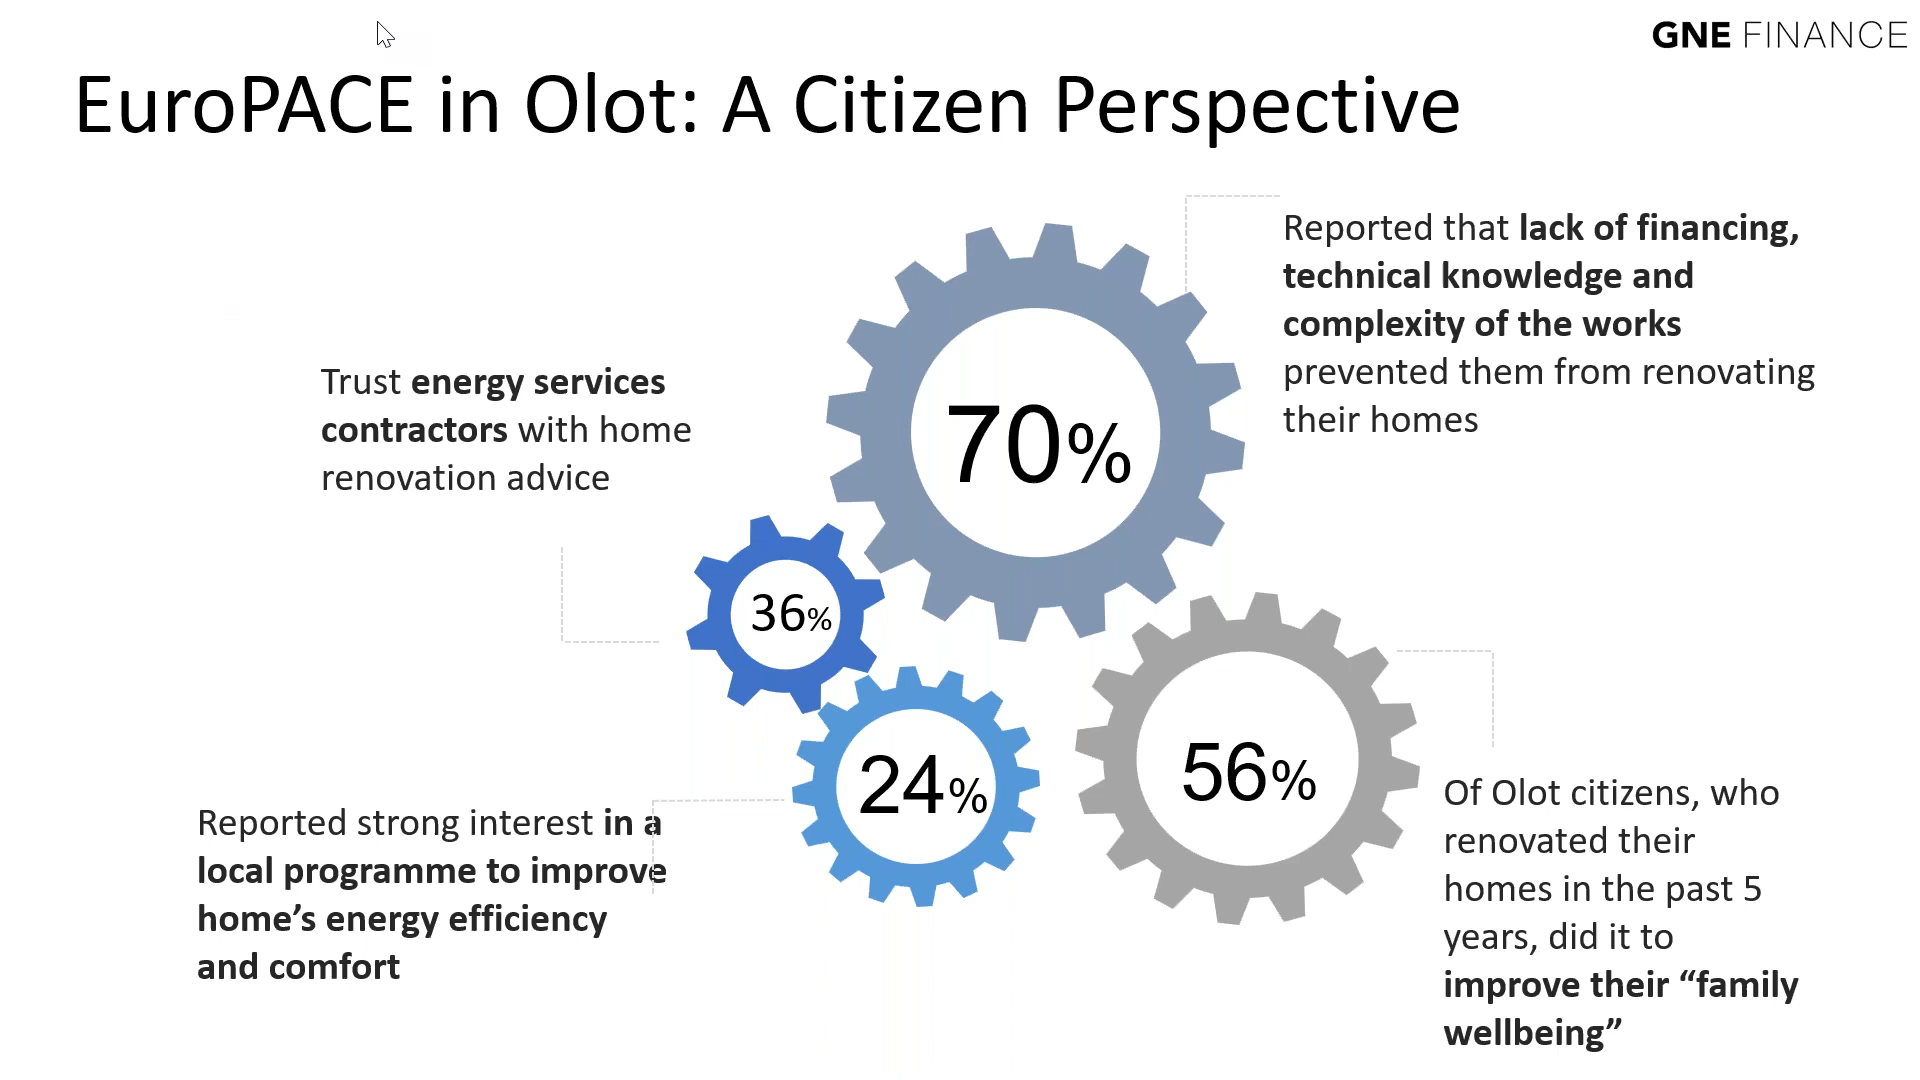 GNE FINANCE
EuroPACE in Olot: A Citizen Perspective
Reported that lack of financing,
technical knowledge and
complexity of the works
prevented them from renovating
their homes
70%
Trust energy services
contractors with home
renovation advice
36%
24%
Reported strong interest in a
local programme to improve
home’s energy efficiency
and comfort
56%
Of Olot citizens, who
renovated their
homes in the past 5
years, did it to
improve their “family
wellbeing”